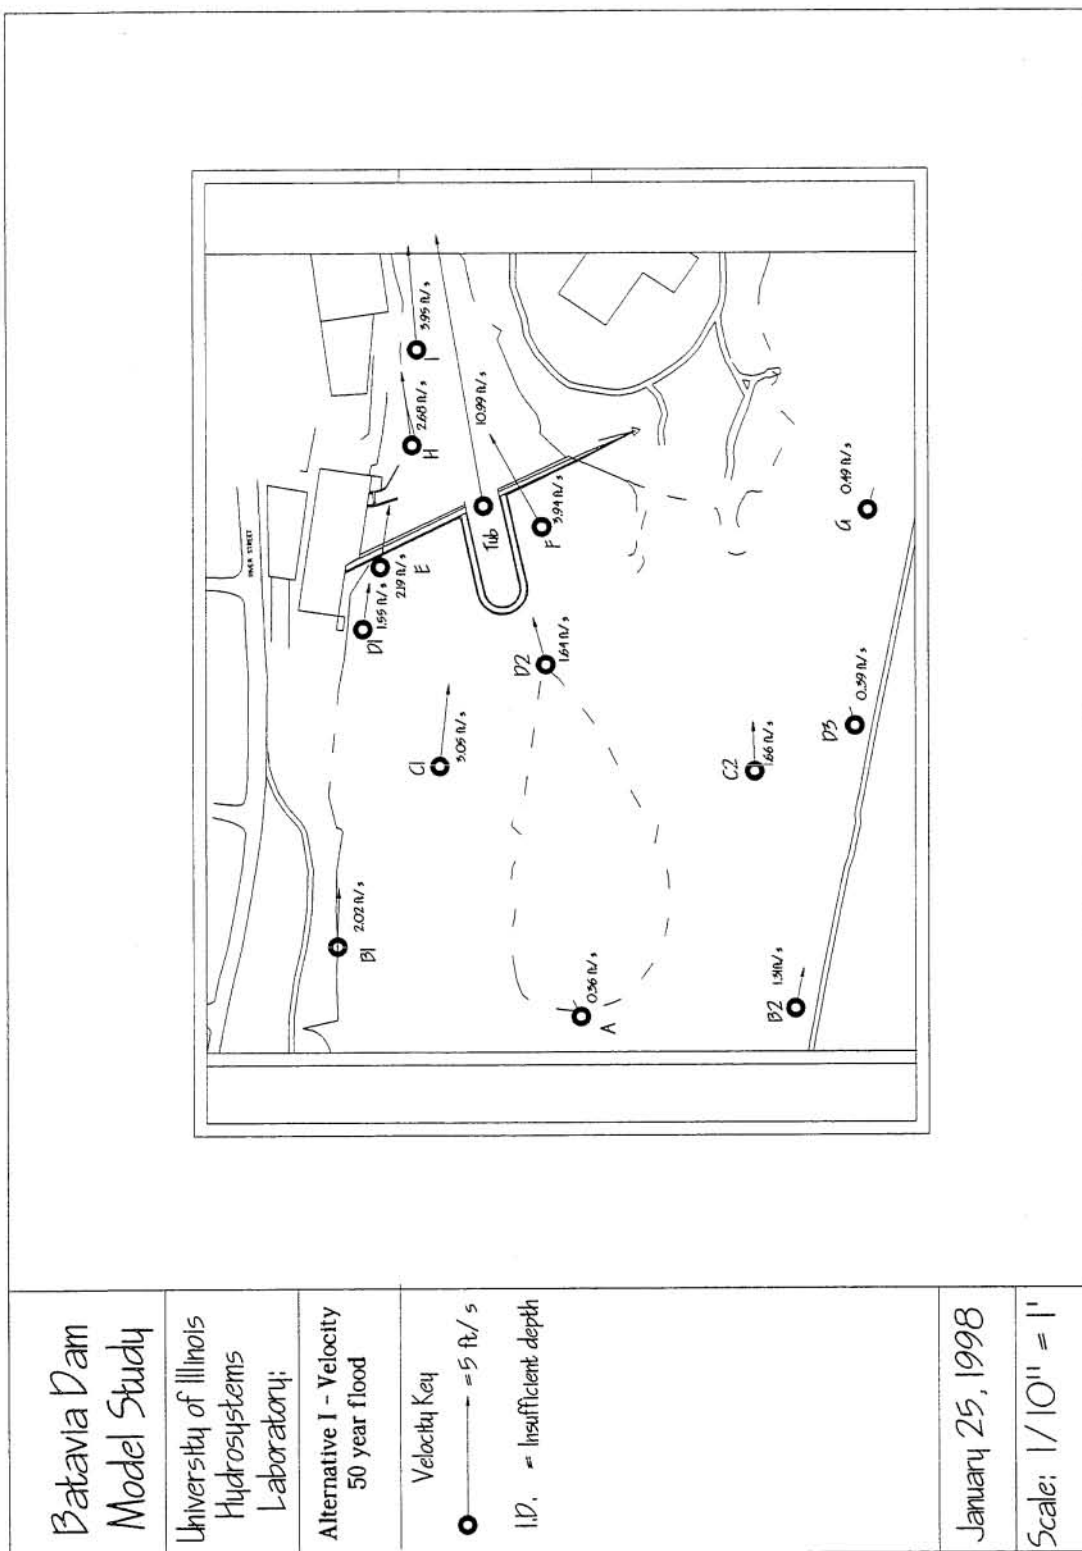 Batavia Dam
Model Study
University of Illinois
Hydrosystems
Laboratory:
Alternative I - Velocity
50 year flood
Velocity Key
= 5 ft/s
I.D. = Insufficient depth
January 25, 1998
Scale: 1/10" = 1'
RIVER STREET
B1
2.02 ft/s
D1
1.55 ft/s
E
2.19 ft/s
H
2.68 ft/s
I
3.95 ft/s
C1
3.05 ft/s
Tub
10.99 ft/s
F
3.94 ft/s
D2
1.64 ft/s
A
0.36 ft/s
C2
1.66 ft/s
B2
1.31 ft/s
D3
0.39 ft/s
G
0.49 ft/s